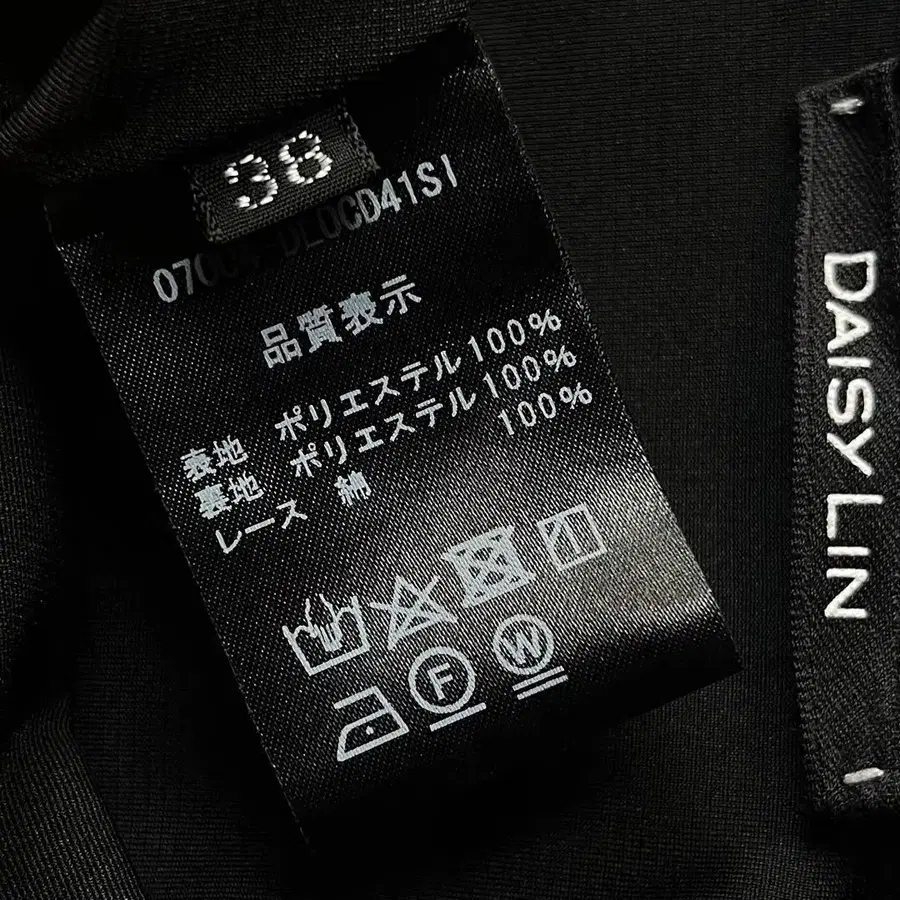 38
品質表示
表地 ポリエステル100%
裏地 ポリエステル100%
レース 綿 100%
F
W
DAISY LIN